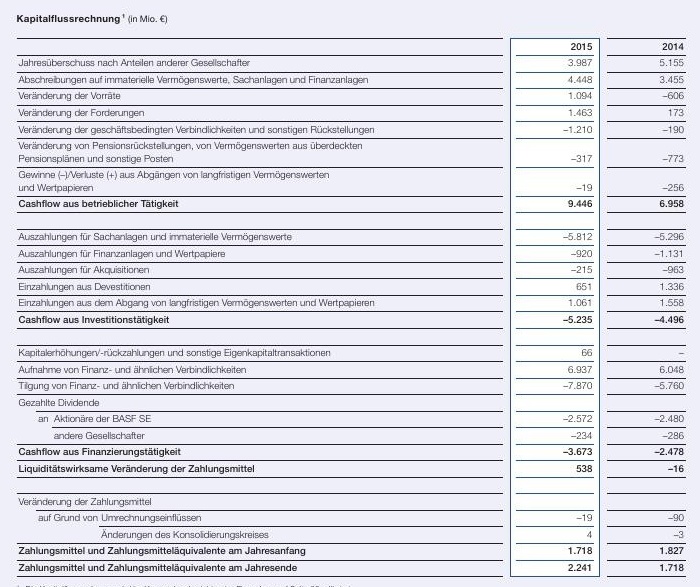 Kapitalflussrechnung ¹ (in Mio. €)
2015 2014
Jahresüberschuss nach Anteilen anderer Gesellschafter 3.987 5.155
Abschreibungen auf immaterielle Vermögenswerte, Sachanlagen und Finanzanlagen 4.448 3.455
Veränderung der Vorräte 1.094 –606
Veränderung der Forderungen 1.463 173
Veränderung der geschäftsbedingten Verbindlichkeiten und sonstigen Rückstellungen –1.210 –190
Veränderung von Pensionsrückstellungen, von Vermögenswerten aus überdeckten
Pensionsplänen und sonstige Posten –317 –773
Gewinne (–)/Verluste (+) aus Abgängen von langfristigen Vermögenswerten
und Wertpapieren –19 –256
Cashflow aus betrieblicher Tätigkeit 9.446 6.958
Auszahlungen für Sachanlagen und immaterielle Vermögenswerte –5.812 –5.296
Auszahlungen für Finanzanlagen und Wertpapiere –920 –1.131
Auszahlungen für Akquisitionen –215 –963
Einzahlungen aus Devestitionen 651 1.336
Einzahlungen aus dem Abgang von langfristigen Vermögenswerten und Wertpapieren 1.061 1.558
Cashflow aus Investitionstätigkeit –5.235 –4.496
Kapitalerhöhungen/-rückzahlungen und sonstige Eigenkapitaltransaktionen 66 –
Aufnahme von Finanz- und ähnlichen Verbindlichkeiten 6.937 6.048
Tilgung von Finanz- und ähnlichen Verbindlichkeiten –7.870 –5.760
Gezahlte Dividende
an Aktionäre der BASF SE –2.572 –2.480
andere Gesellschafter –234 –286
Cashflow aus Finanzierungstätigkeit –3.673 –2.478
Liquiditätswirksame Veränderung der Zahlungsmittel 538 –16
Veränderung der Zahlungsmittel
auf Grund von Umrechnungseinflüssen –19 –90
Änderungen des Konsolidierungskreises 4 –3
Zahlungsmittel und Zahlungsmitteläquivalente am Jahresanfang 1.718 1.827
Zahlungsmittel und Zahlungsmitteläquivalente am Jahresende 2.241 1.718